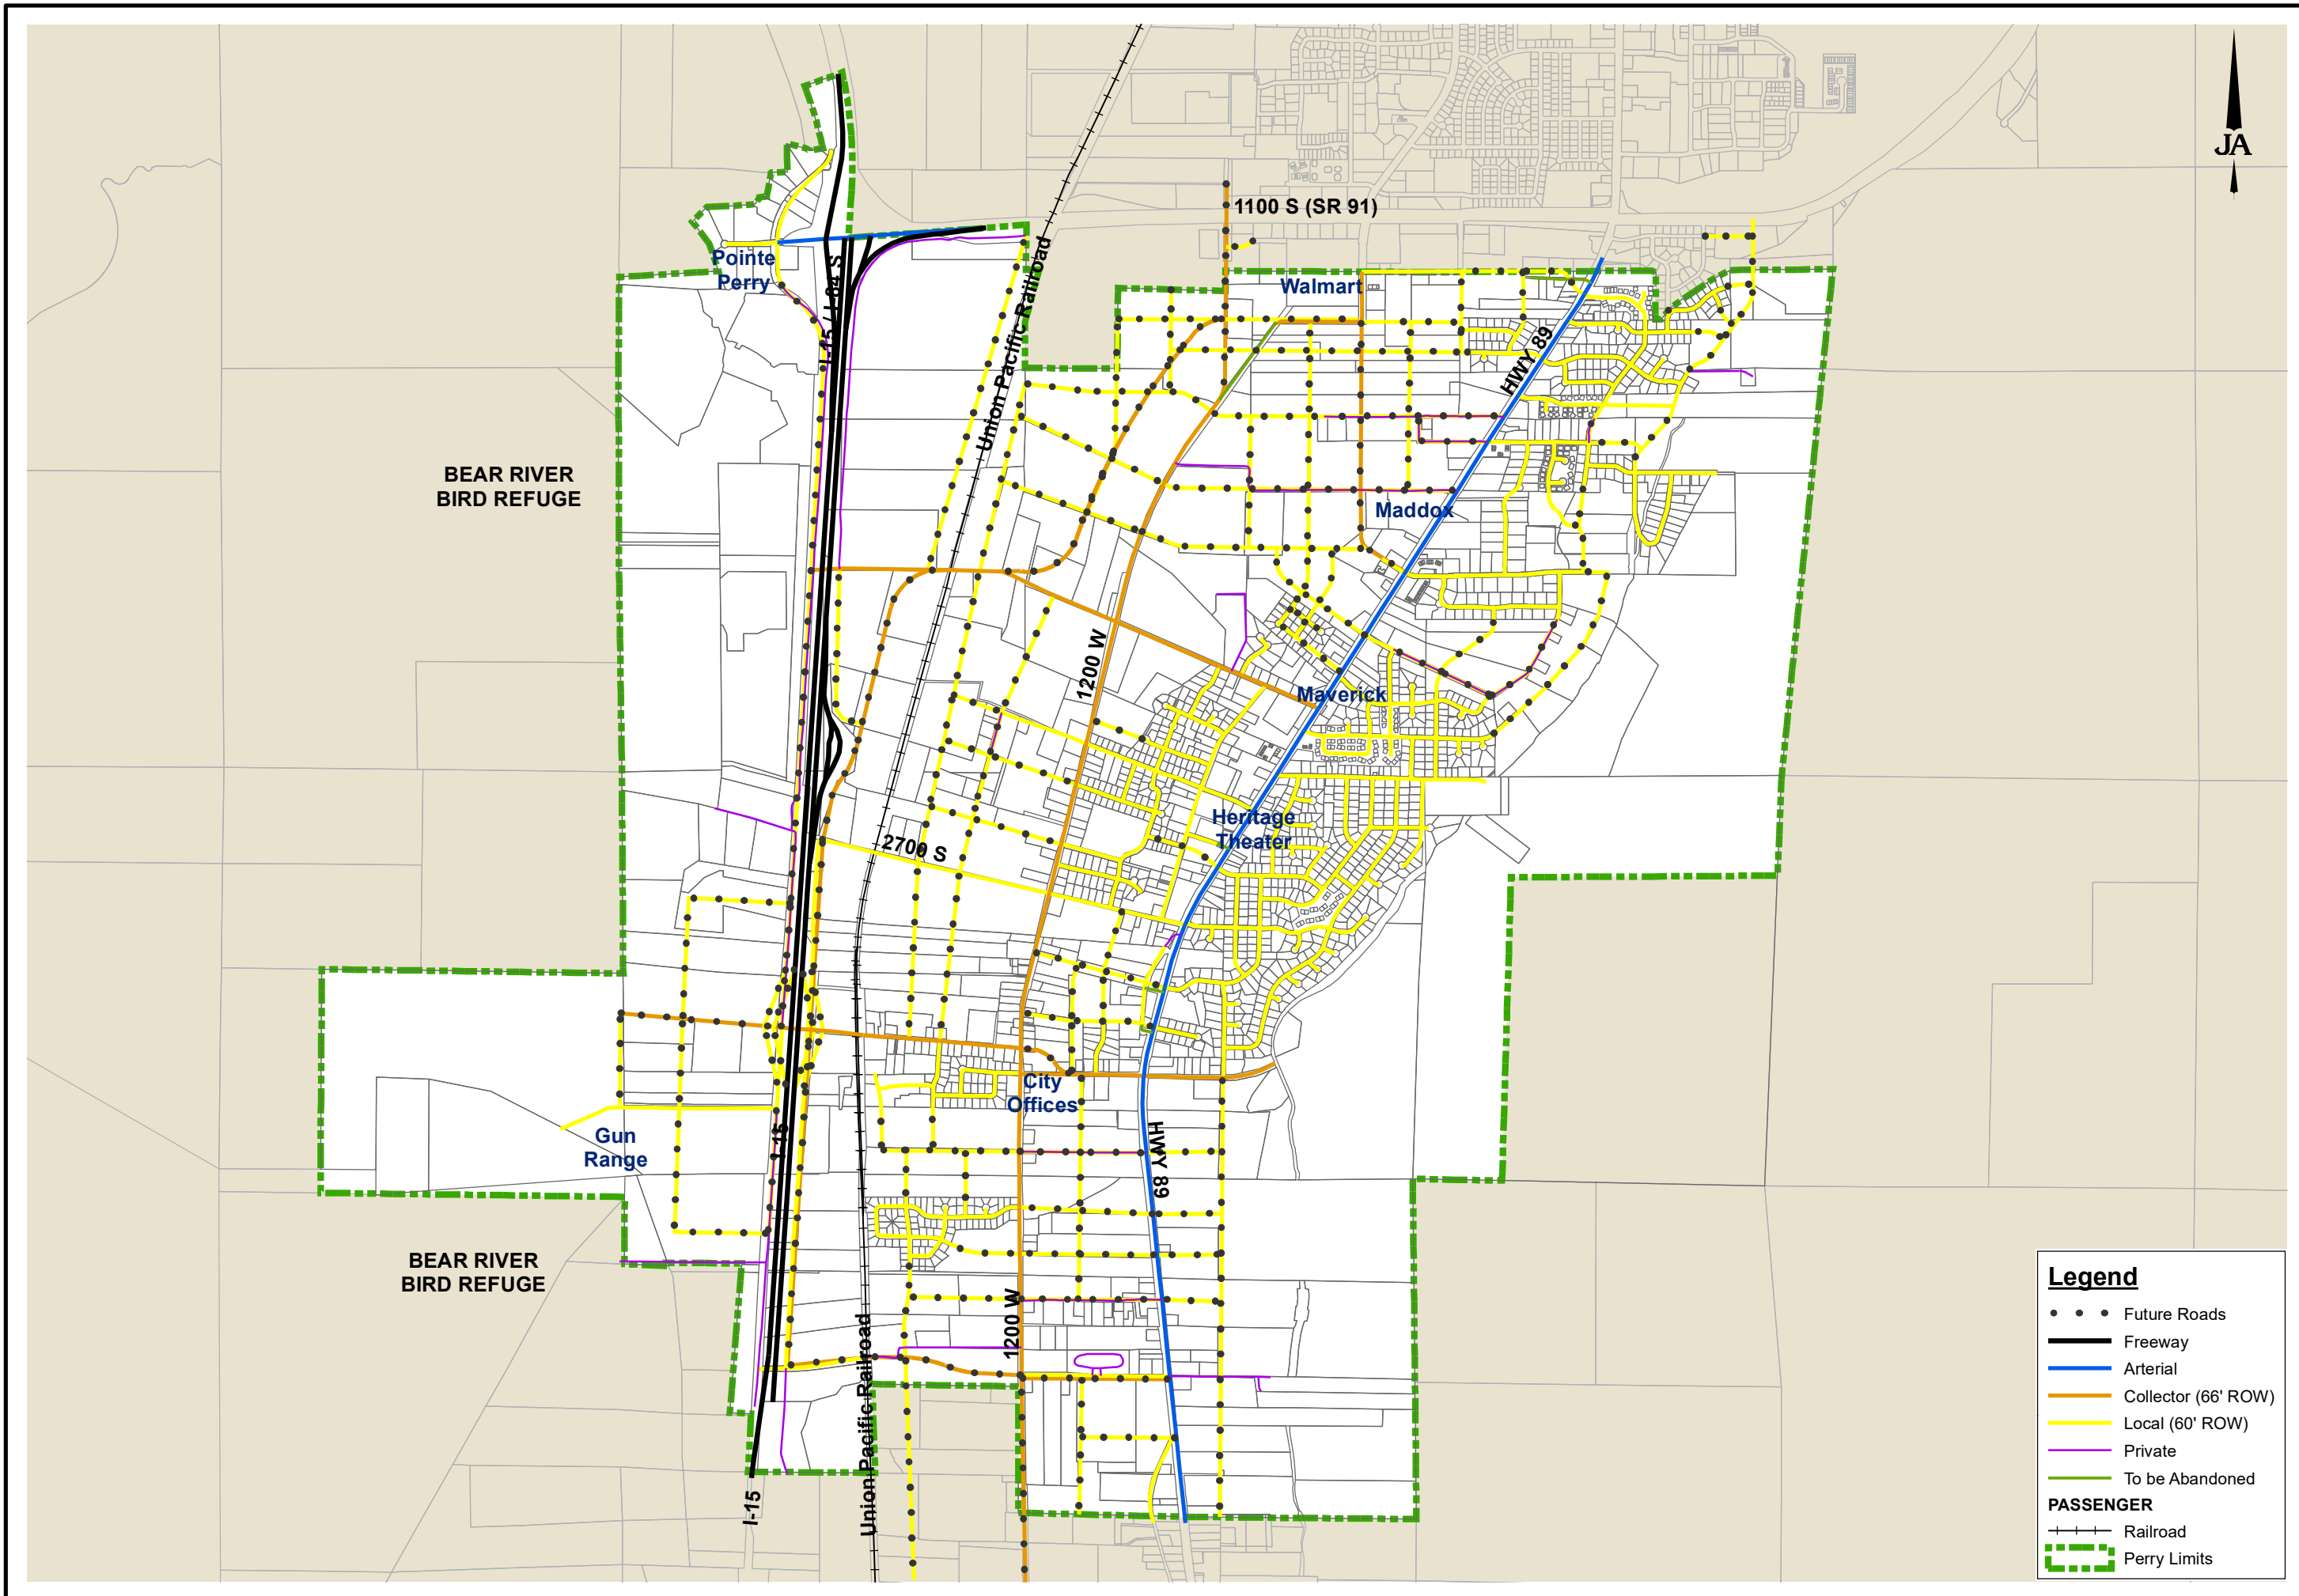 JA
1100 S (SR 91)
Pointe
Perry
I-15 / I-84 S
Union Pacific Railroad
Walmart
HWY 89
BEAR RIVER
BIRD REFUGE
Maddox
1200 W
Maverick
Heritage
Theater
2700 S
City
Offices
Gun
Range
I-15
HWY 89
BEAR RIVER
BIRD REFUGE
1200 W
Union Pacific Railroad
I-15
Legend
Future Roads
Freeway
Arterial
Collector (66' ROW)
Local (60' ROW)
Private
To be Abandoned
PASSENGER
Railroad
Perry Limits